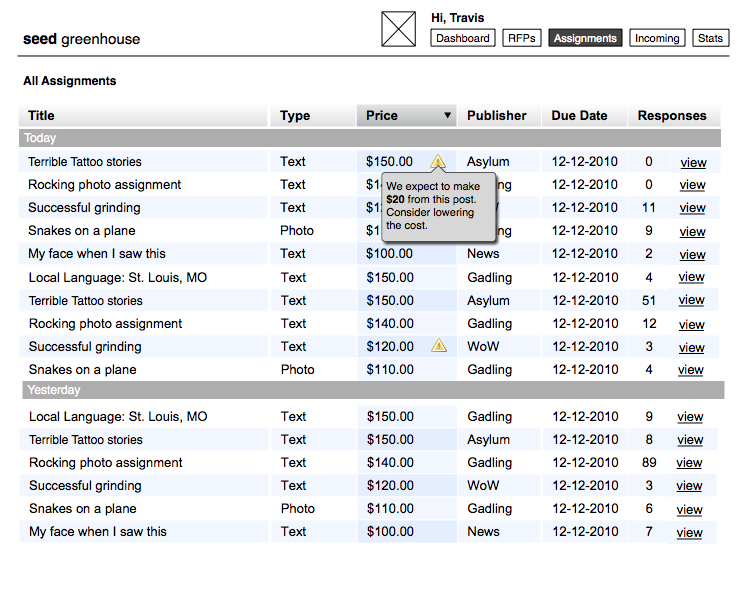 Hi, Travis
seed greenhouse
Dashboard RFPs Assignments Incoming Stats
All Assignments
Title Type Price ▼ Publisher Due Date Responses
Today
Terrible Tattoo stories Text $150.00 Asylum 12-12-2010 0 view
Rocking photo assignment Text $14 ng 12-12-2010 0 view
We expect to make
$20 from this post.
Consider lowering
the cost.
Successful grinding Text $12 W 12-12-2010 11 view
Snakes on a plane Photo $1 ng 12-12-2010 9 view
My face when I saw this Text $100.00 News 12-12-2010 2 view
Local Language: St. Louis, MO Text $150.00 Gadling 12-12-2010 4 view
Terrible Tattoo stories Text $150.00 Asylum 12-12-2010 51 view
Rocking photo assignment Text $140.00 Gadling 12-12-2010 12 view
Successful grinding Text $120.00 WoW 12-12-2010 3 view
Snakes on a plane Photo $110.00 Gadling 12-12-2010 4 view
Yesterday
Local Language: St. Louis, MO Text $150.00 Gadling 12-12-2010 9 view
Terrible Tattoo stories Text $150.00 Asylum 12-12-2010 8 view
Rocking photo assignment Text $140.00 Gadling 12-12-2010 89 view
Successful grinding Text $120.00 WoW 12-12-2010 3 view
Snakes on a plane Photo $110.00 Gadling 12-12-2010 6 view
My face when I saw this Text $100.00 News 12-12-2010 7 view